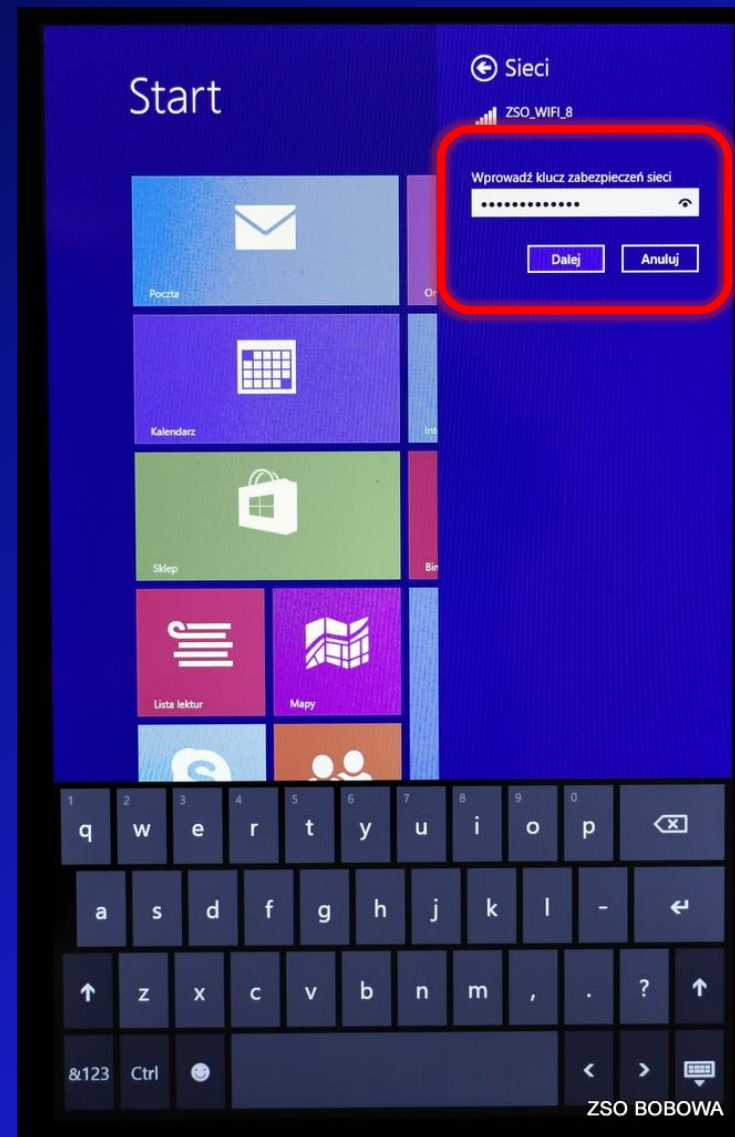 Start
Sieci
ZSO_WIFI_8
Wprowadź klucz zabezpieczeń sieci
•••••••••••••
Dalej Anuluj
Poczta
Kalendarz
Sklep
Lista lektur
Mapy
1 2 3 4 5 6 7 8 9 0
q w e r t y u i o p
a s d f g h j k l -
z x c v b n m , . ?
&123 Ctrl < >
ZSO BOBOWA